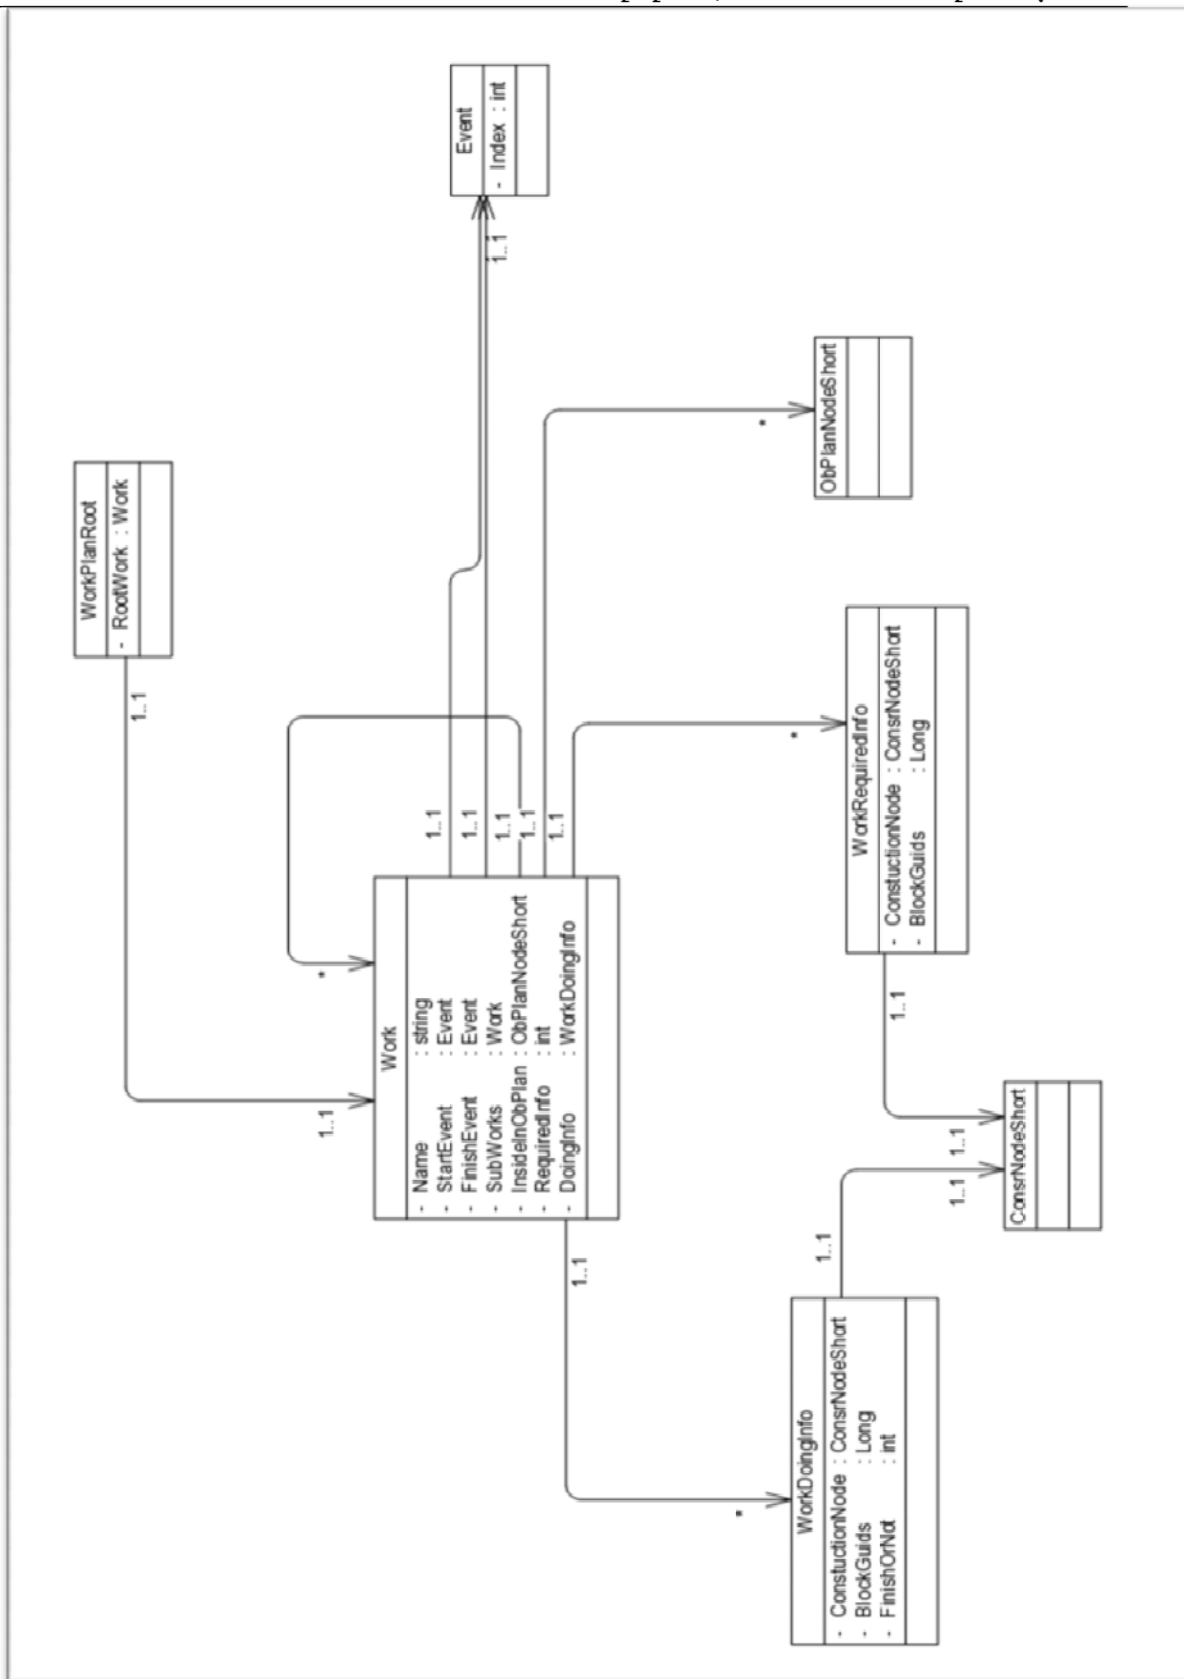 WorkPlanRoot
- RootWork : Work
1..1
1..1
Event
- Index : int
1..1
Work
- Name : string
- StartEvent : Event
- FinishEvent : Event
- SubWorks : Work
- InsideInObPlan : ObPlanNodeShort
- RequiredInfo : int
- DoingInfo : WorkDoingInfo
*
1..1
1..1
1..1
1..1
1..1
1..1
*
ObPlanNodeShort
*
WorkRequiredInfo
- ConstuctionNode : ConsrNodeShort
- BlockGuids : Long
1..1
1..1
*
WorkDoingInfo
- ConstuctionNode : ConsrNodeShort
- BlockGuids : Long
- FinishOrNot : int
1..1
1..1
ConsrNodeShort